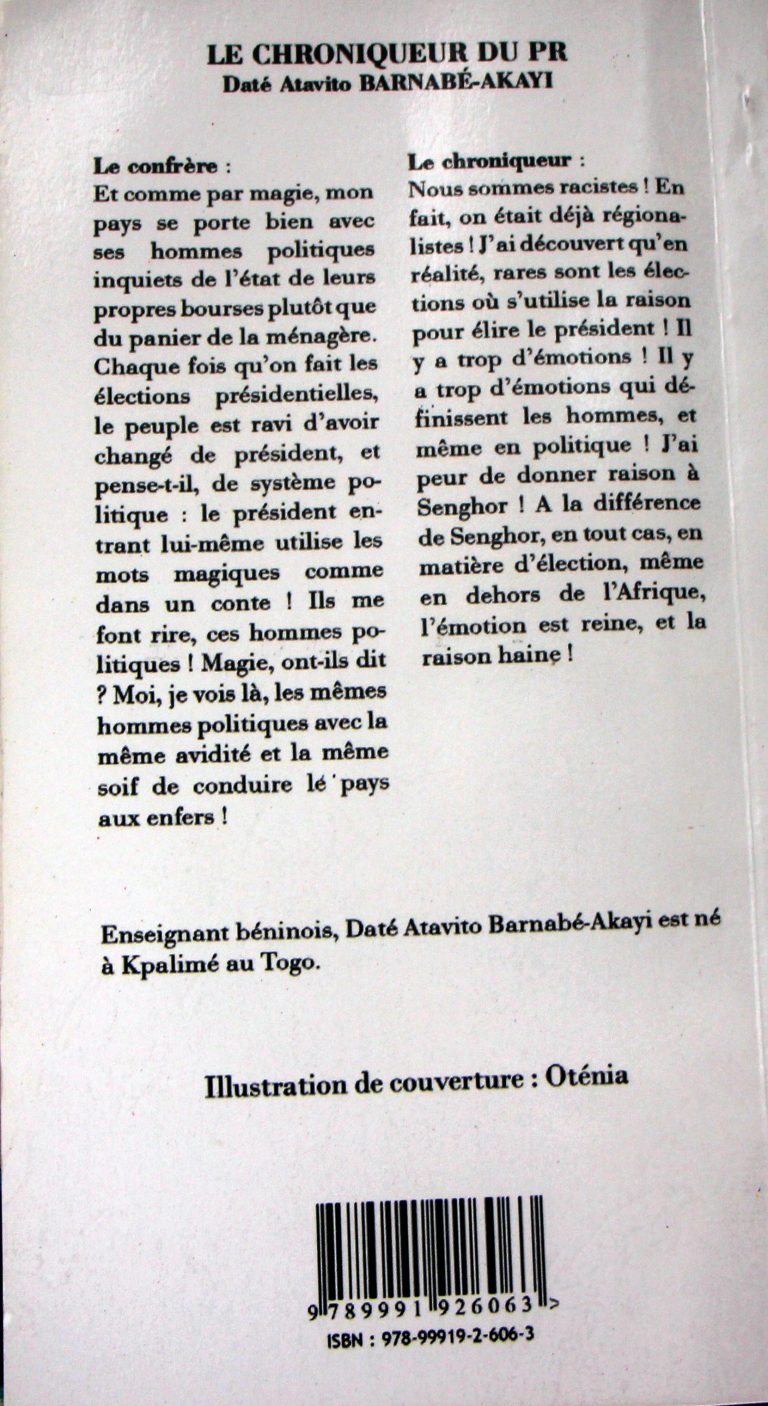 LE CHRONIQUEUR DU PR
Daté Atavito BARNABÉ-AKAYI
Le confrère :
Et comme par magie, mon
pays se porte bien avec
ses hommes politiques
inquiets de l'état de leurs
propres bourses plutôt que
du panier de la ménagère.
Chaque fois qu'on fait les
élections présidentielles,
le peuple est ravi d'avoir
changé de président, et
pense-t-il, de système po-
litique : le président en-
trant lui-même utilise les
mots magiques comme
dans un conte ! Ils me
font rire, ces hommes po-
litiques ! Magie, ont-ils dit
? Moi, je vois là, les mêmes
hommes politiques avec la
même avidité et la même
soif de conduire le pays
aux enfers !
Le chroniqueur :
Nous sommes racistes ! En
fait, on était déjà régiona-
listes ! J'ai découvert qu'en
réalité, rares sont les élec-
tions où s'utilise la raison
pour élire le président ! Il
y a trop d'émotions ! Il y
a trop d'émotions qui dé-
finissent les hommes, et
même en politique ! J'ai
peur de donner raison à
Senghor ! A la différence
de Senghor, en tout cas, en
matière d'élection, même
en dehors de l'Afrique,
l'émotion est reine, et la
raison haine !
Enseignant béninois, Daté Atavito Barnabé-Akayi est né
à Kpalimé au Togo.
Illustration de couverture : Oténia
9 789991 926063 >
ISBN : 978-99919-2-606-3